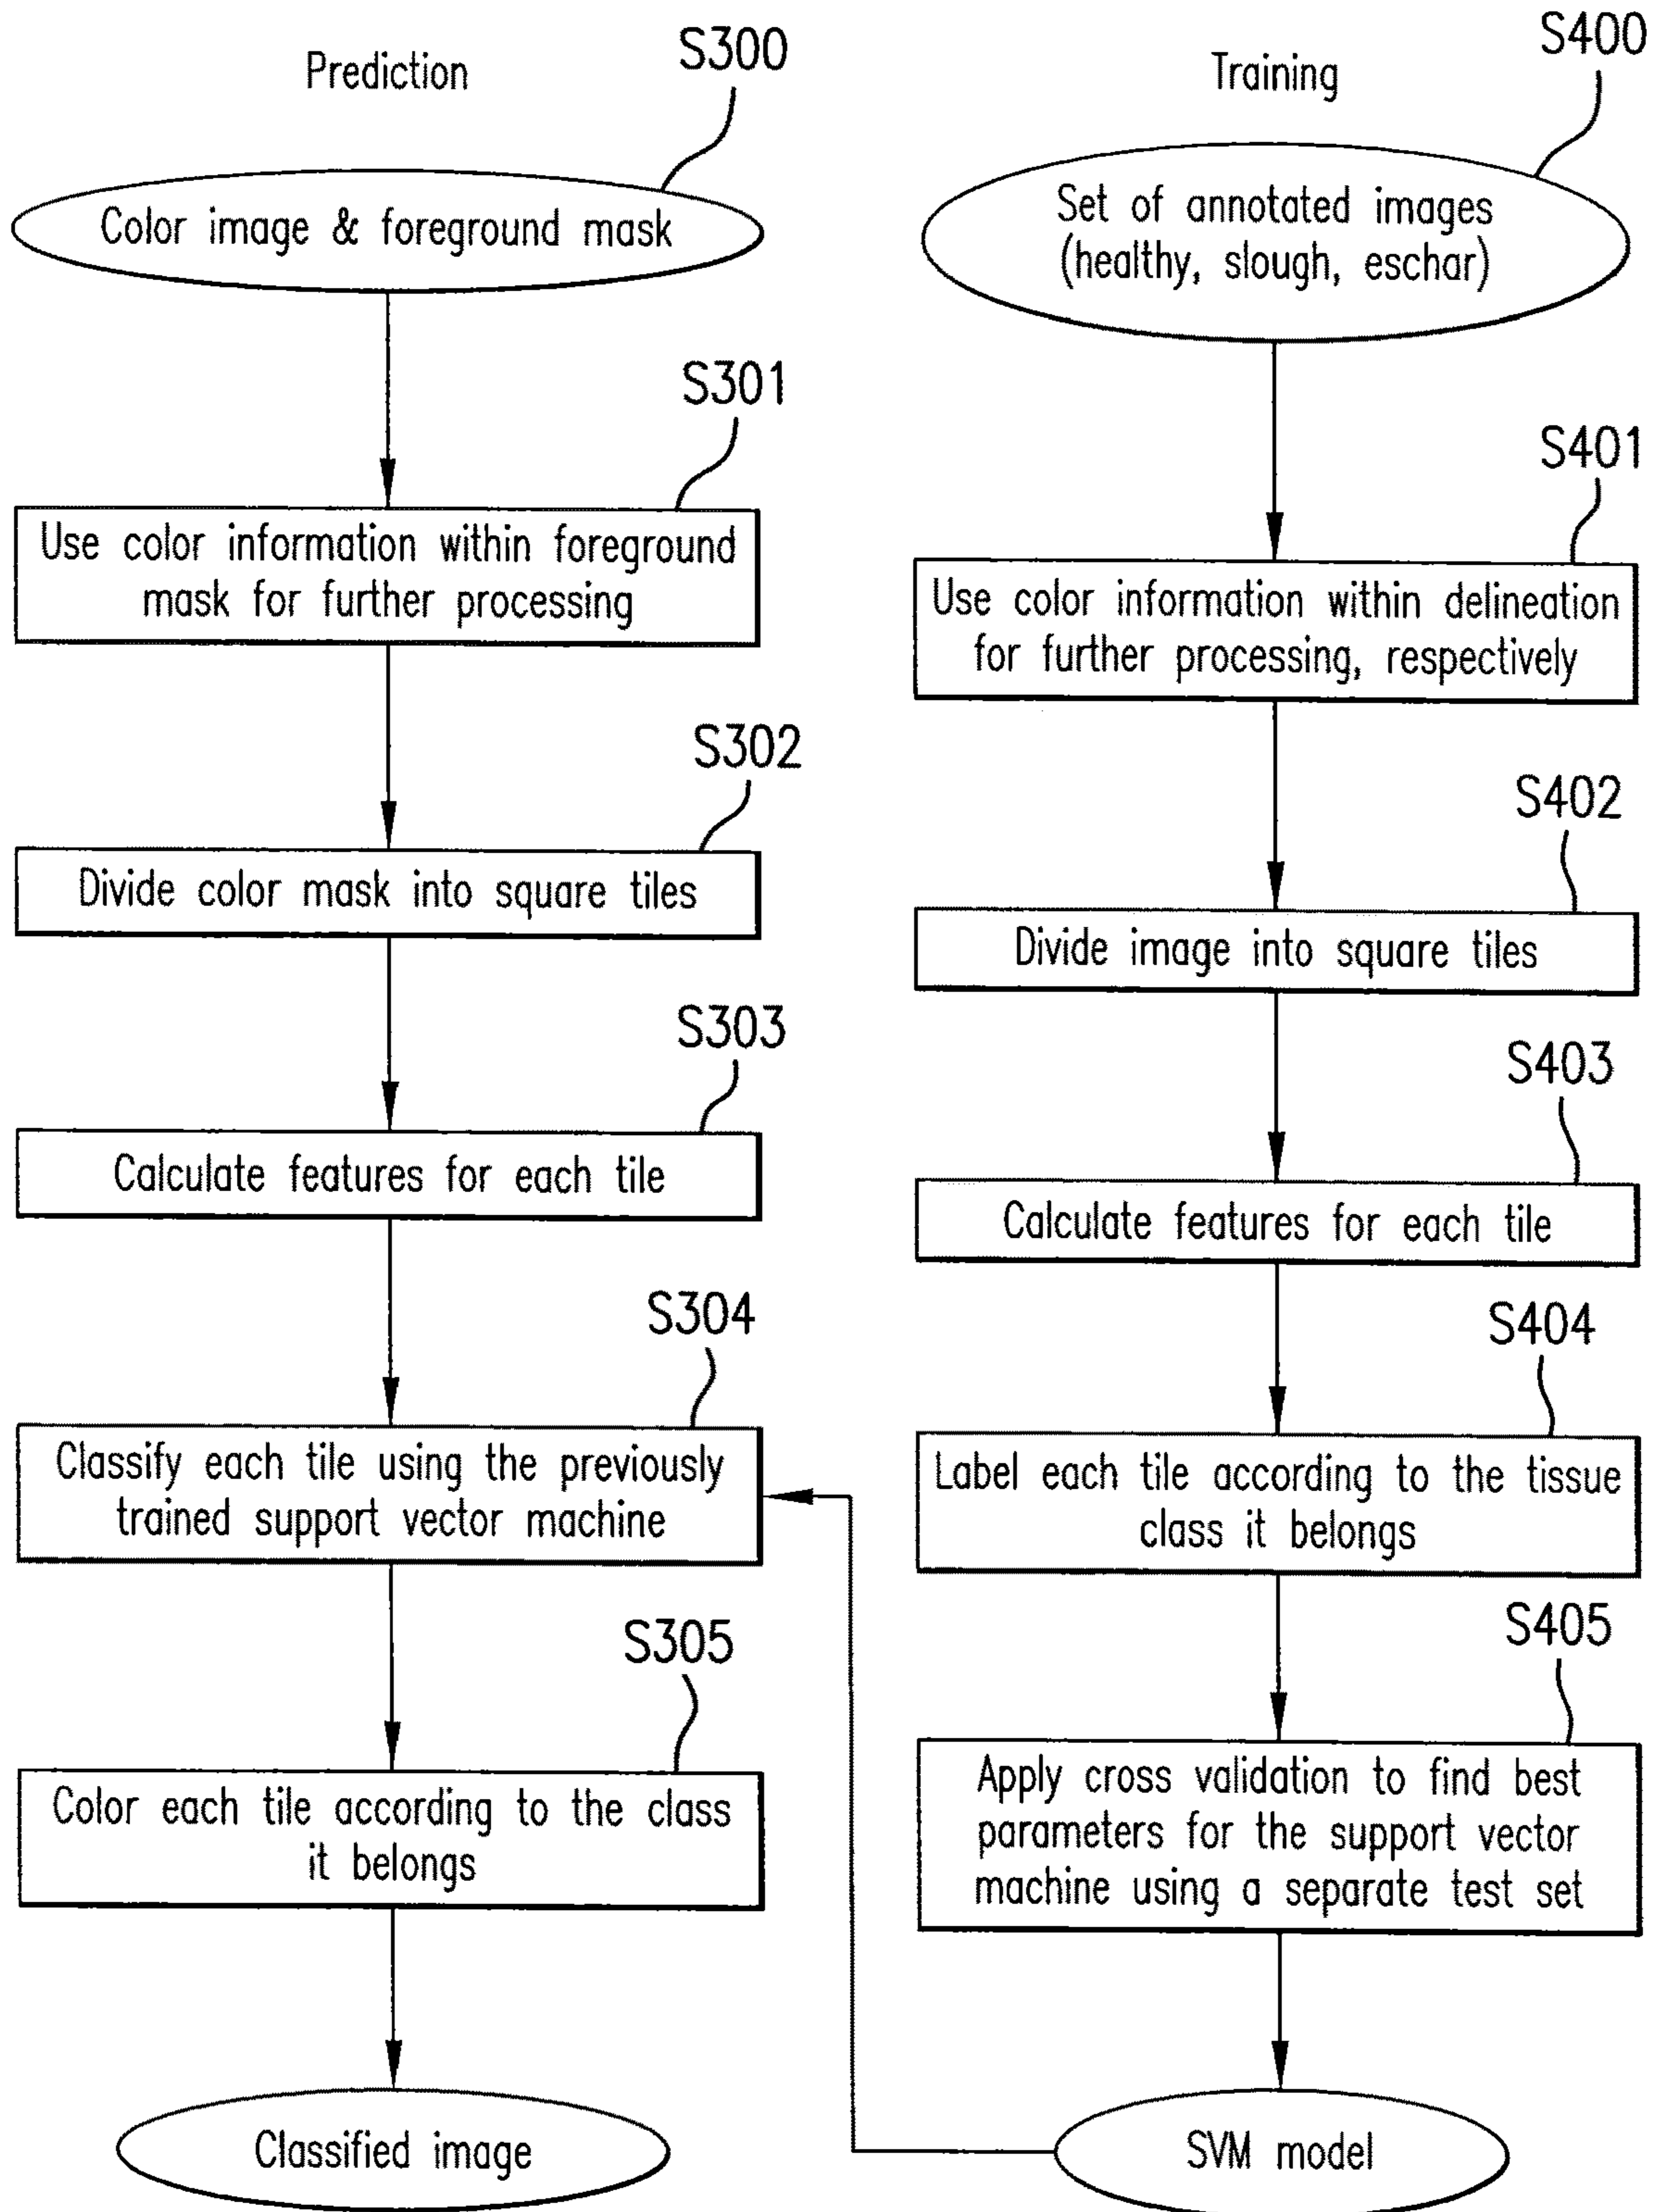 Prediction
S300
Color image & foreground mask
S301
Use color information within foreground
mask for further processing
S302
Divide color mask into square tiles
S303
Calculate features for each tile
S304
Classify each tile using the previously
trained support vector machine
S305
Color each tile according to the class
it belongs
Classified image
Training
S400
Set of annotated images
(healthy, slough, eschar)
S401
Use color information within delineation
for further processing, respectively
S402
Divide image into square tiles
S403
Calculate features for each tile
S404
Label each tile according to the tissue
class it belongs
S405
Apply cross validation to find best
parameters for the support vector
machine using a separate test set
SVM model